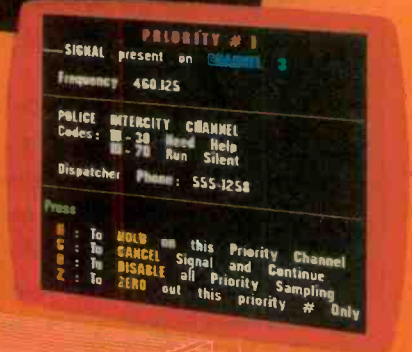 PRIORITY # 1
SIGNAL present on CHANNEL 3
Frequency 460.125
POLICE INTERCITY CHANNEL
Codes: - 30 Need Help
- 70 Run Silent
Dispatcher Phone: 555-1258
Press
H : To HOLD on this Priority Channel
C : To CANCEL Signal and Continue
D : To DISABLE all Priority Sampling
Z : To ZERO out this priority # Only